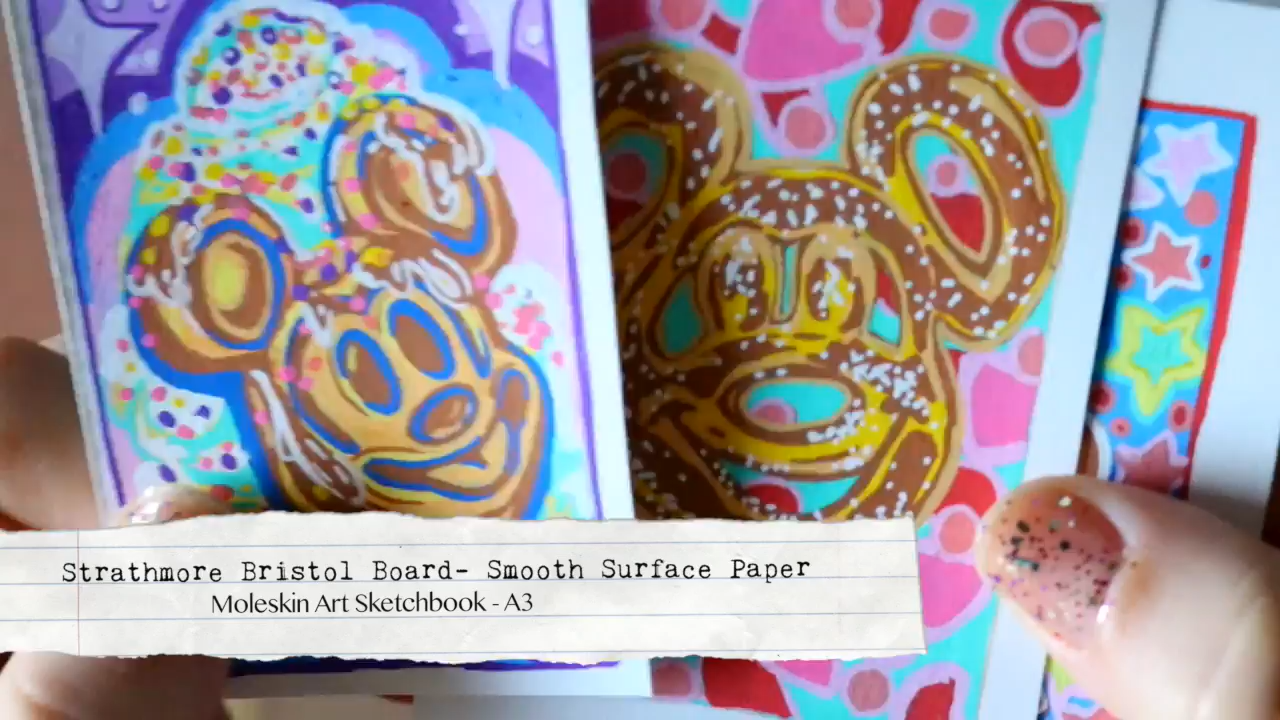 Strathmore Bristol Board- Smooth Surface Paper
Moleskin Art Sketchbook - A3